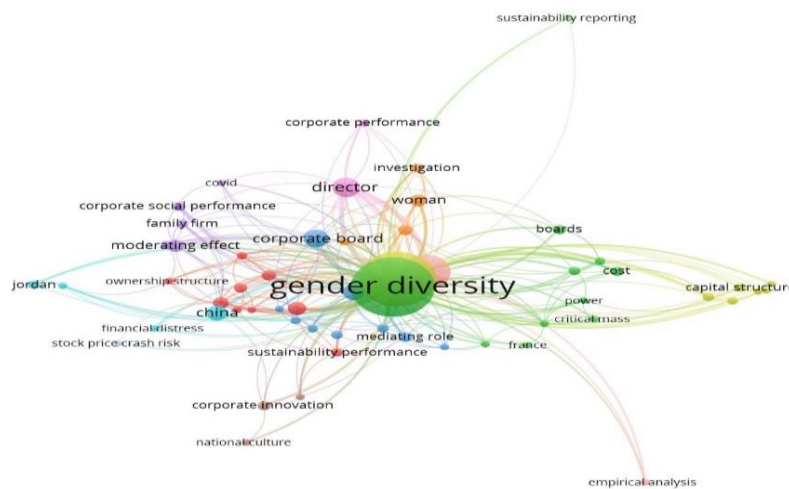 sustainability reporting
corporate performance
investigation
covid
director
woman
corporate social performance
family firm
boards
corporate board
moderating effect
cost
ownership structure
gender diversity
jordan
capital structure
power
china
critical mass
financial distress
mediating role
stock price crash risk
france
sustainability performance
corporate innovation
national culture
empirical analysis